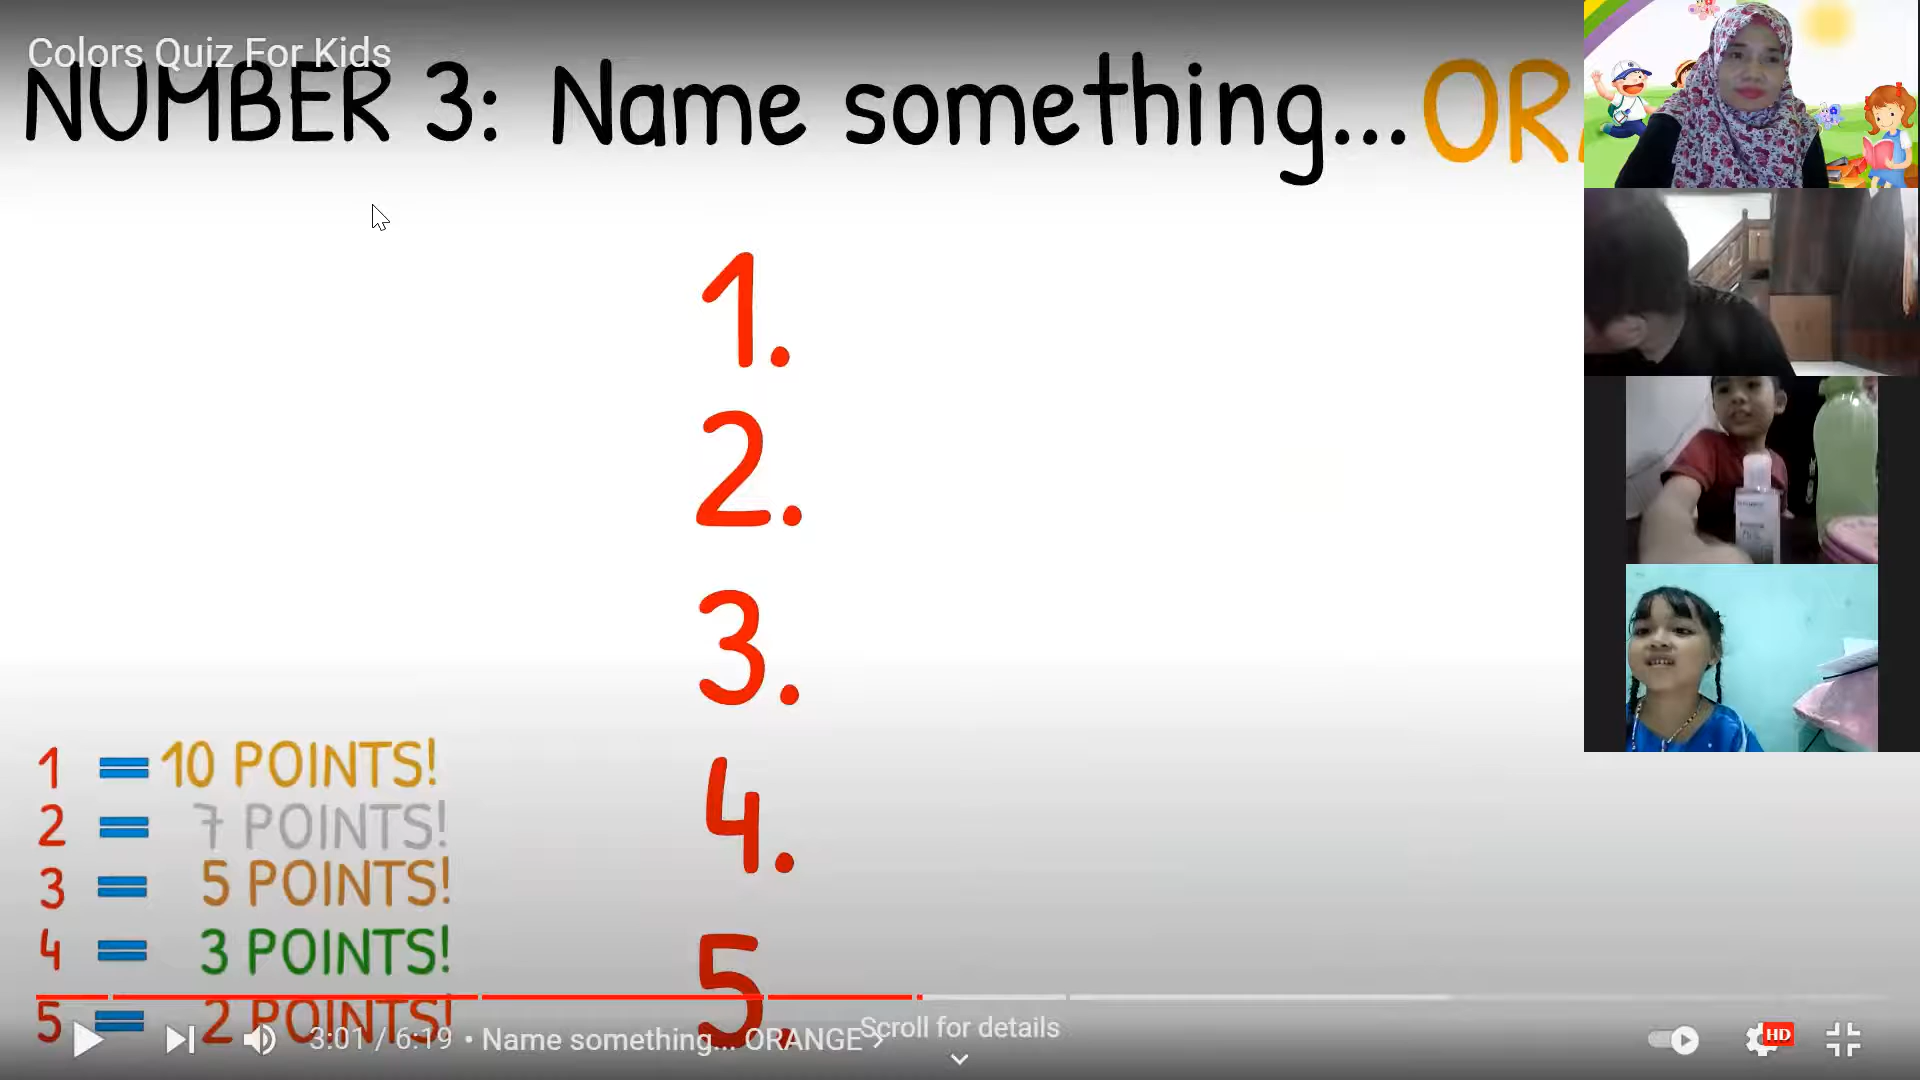 Colors Quiz For Kids
NUMBER 3: Name something... OR
1.
2.
3.
4.
5.
1 = 10 POINTS!
2 = 7 POINTS!
3 = 5 POINTS!
4 = 3 POINTS!
5 = 2 POINTS!
3:01 / 6:19 • Name something... ORANGE >
Scroll for details
HD